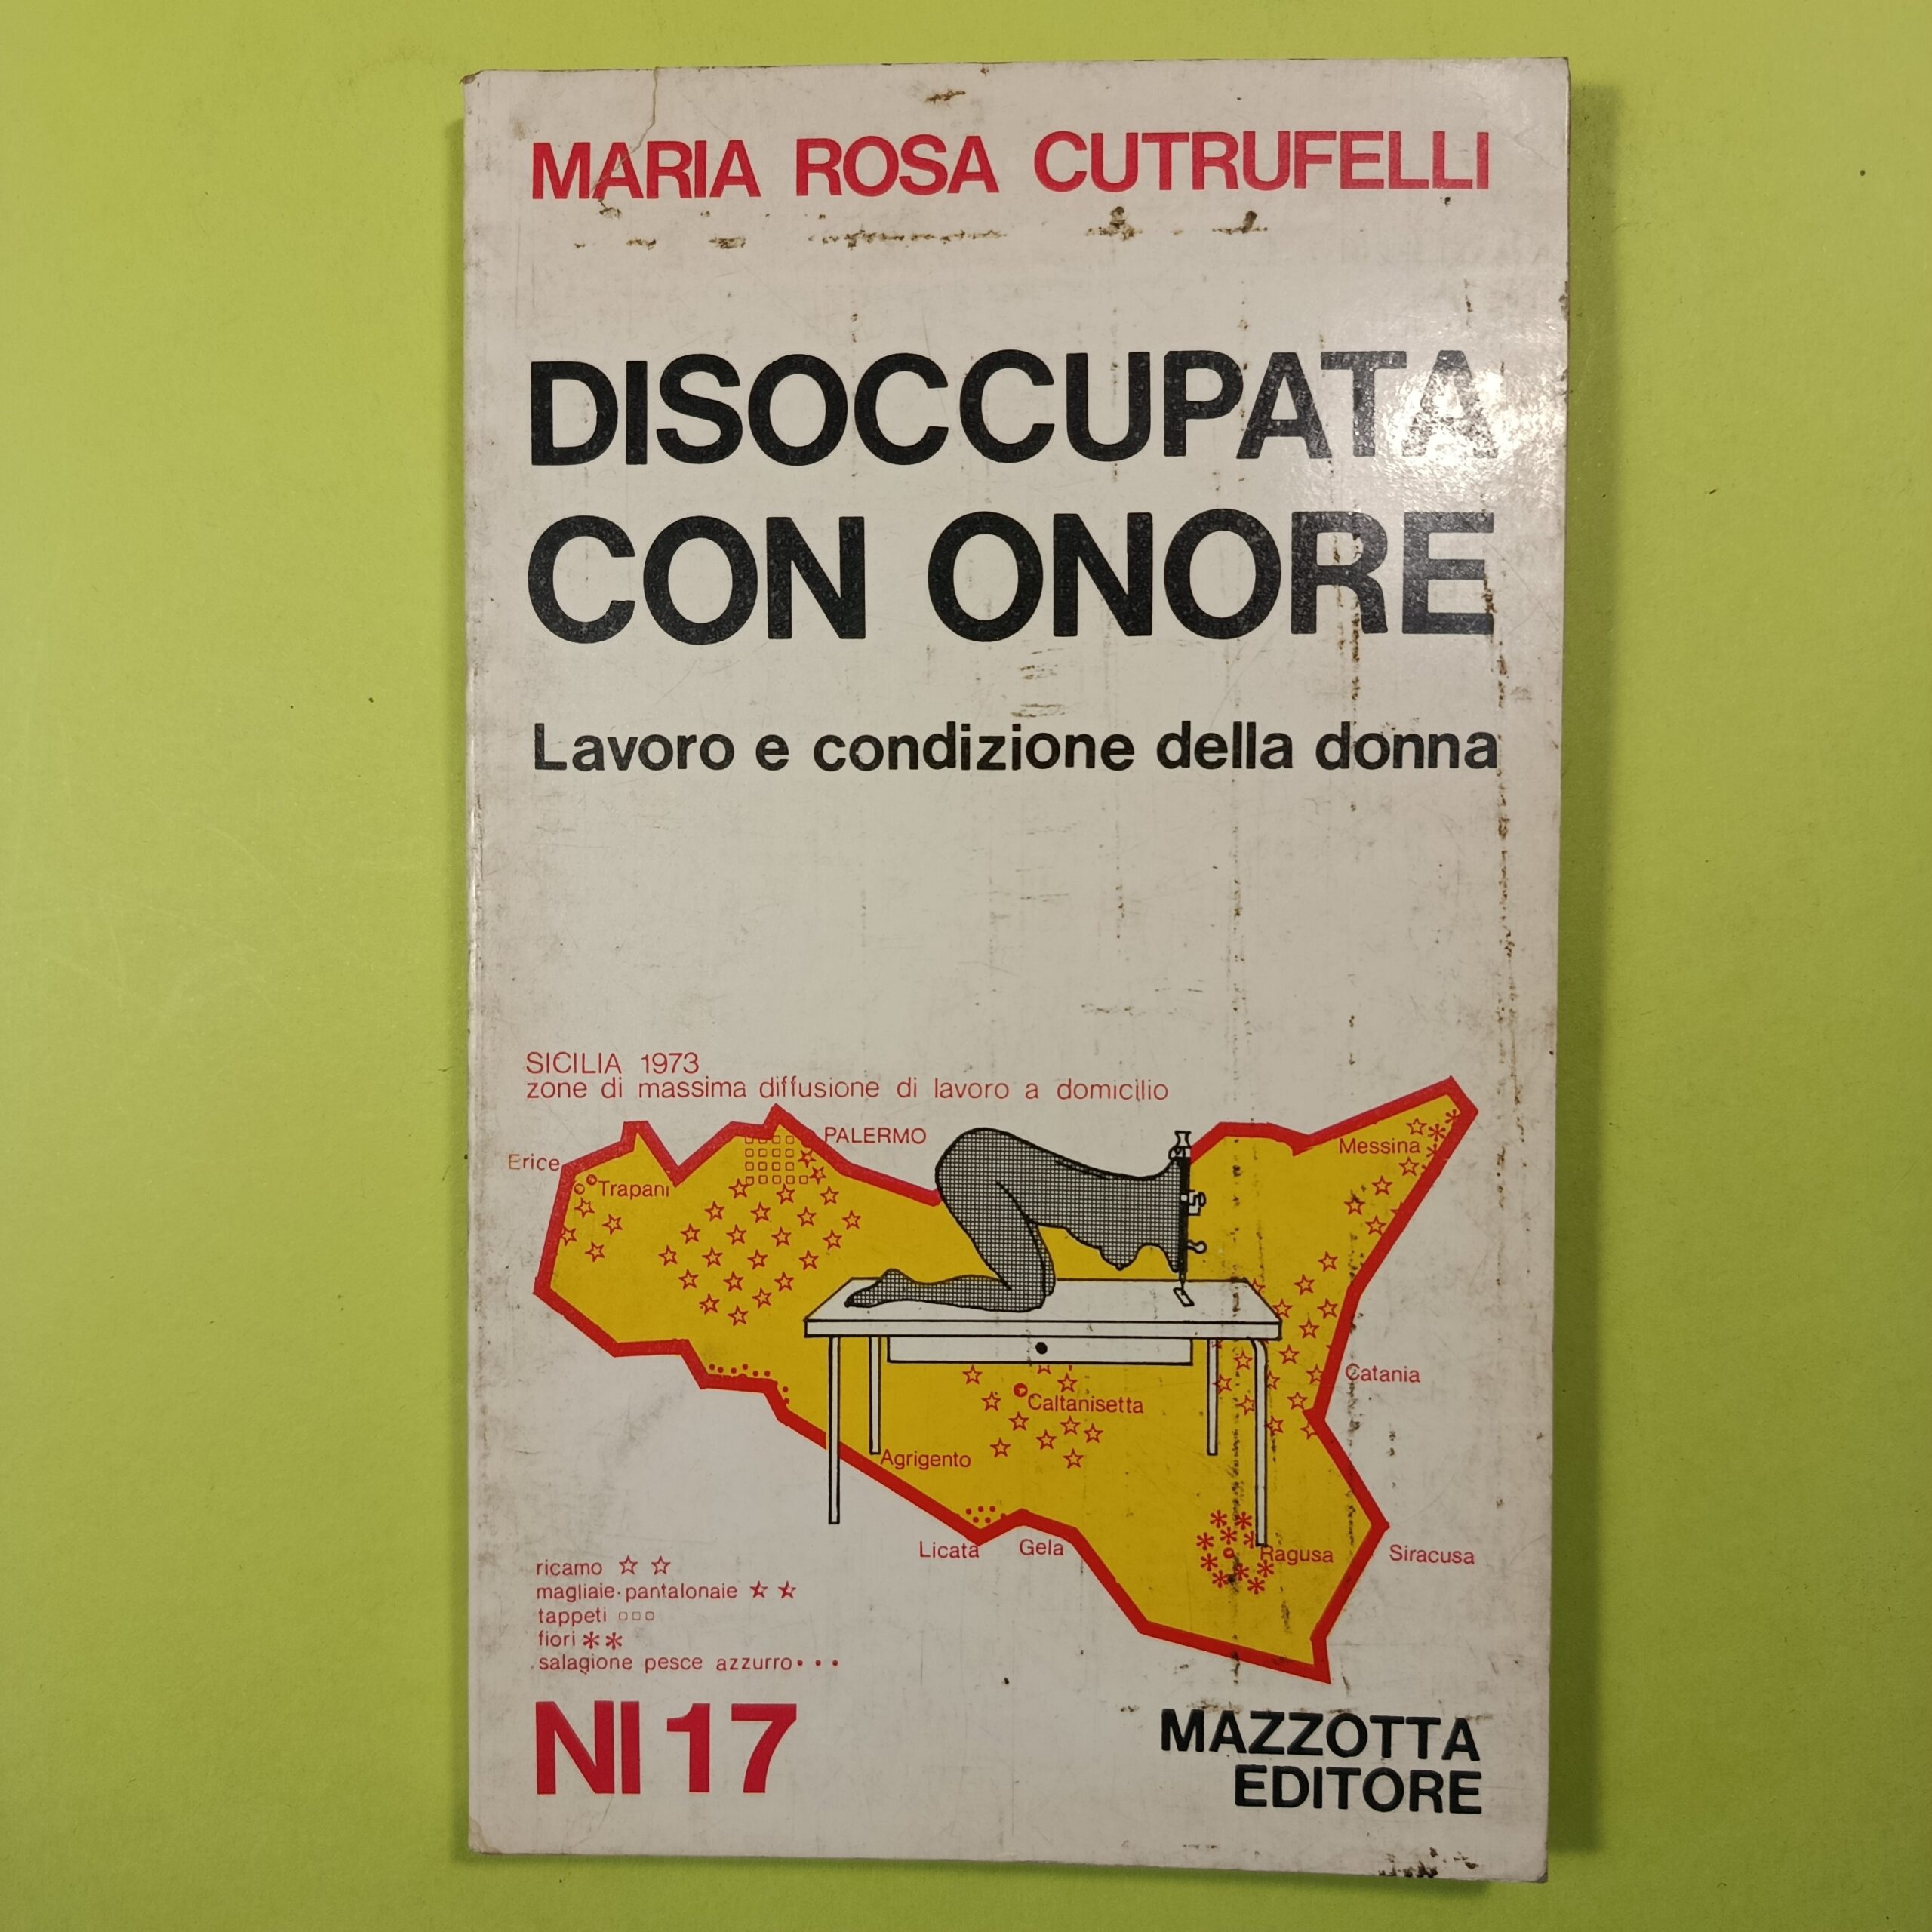 MARIA ROSA CUTRUFELLI
DISOCCUPATA
CON ONORE
Lavoro e condizione della donna
SICILIA 1973
zone di massima diffusione di lavoro a domicilio
PALERMO
Erice
Trapani
Messina
Catania
Caltanisetta
Agrigento
Licata
Gela
Ragusa
Siracusa
ricamo
magliaie·pantalonaie
tappeti
fiori
salagione pesce azzurro
NI 17
MAZZOTTA
EDITORE